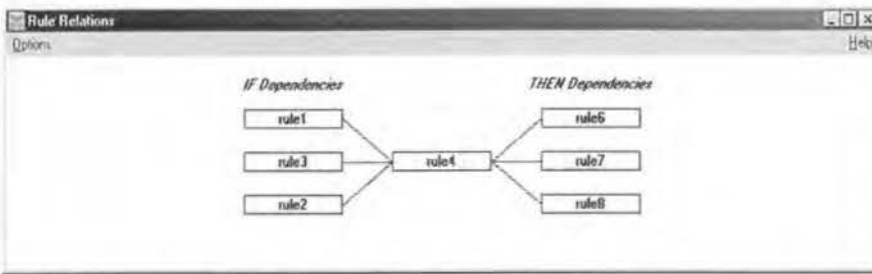 Rule Relations
Options Help
IF Dependencies THEN Dependencies
rule1 rule6
rule3 rule4 rule7
rule2 rule8